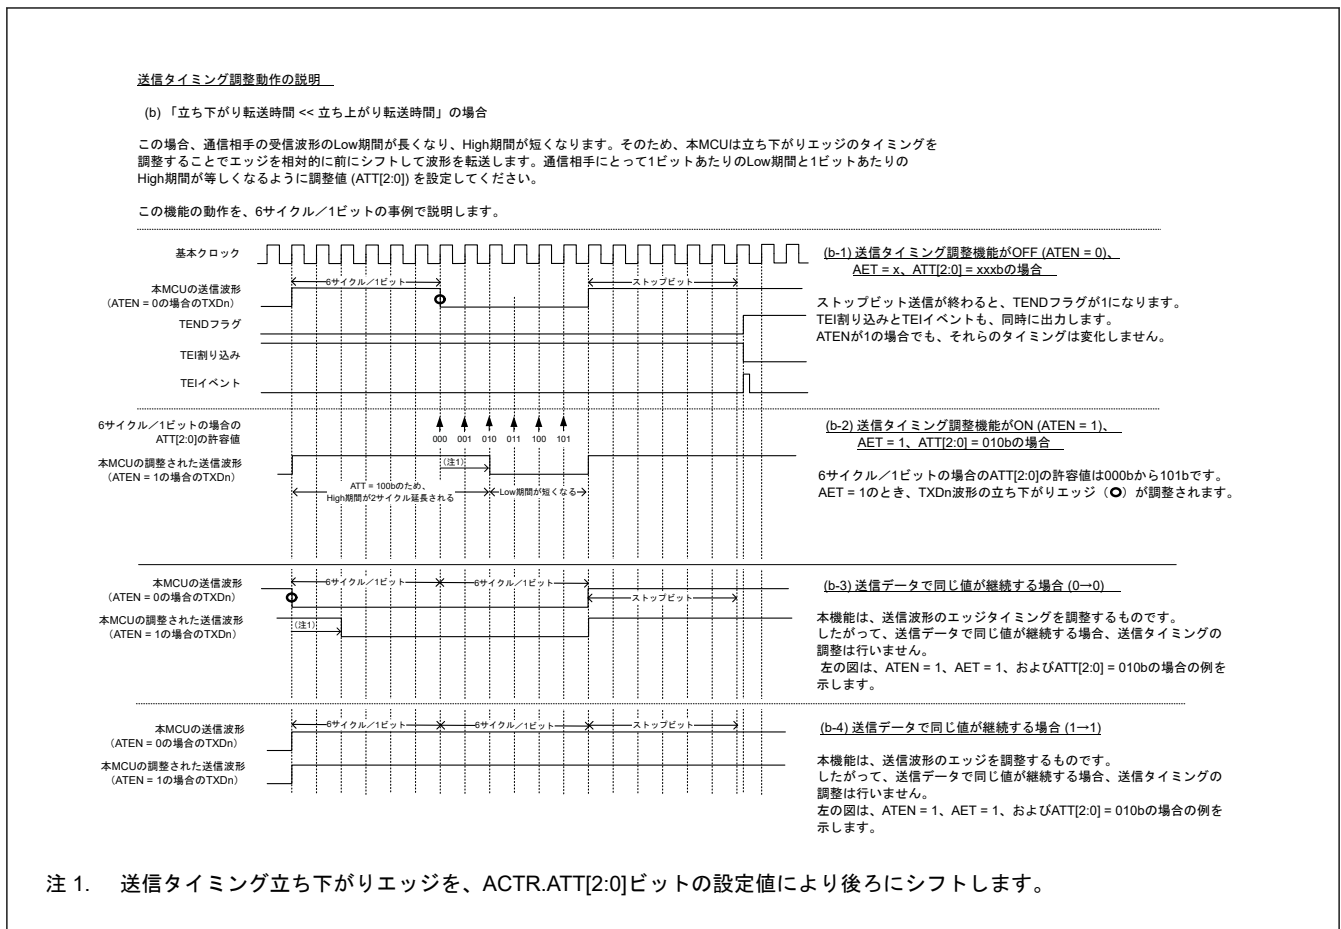 送信タイミング調整動作の説明
(b) 「立ち下がり転送時間 << 立ち上がり転送時間」の場合
この場合、通信相手の受信波形のLow期間が長くなり、High期間が短くなります。そのため、本MCUは立ち下がりエッジのタイミングを
調整することでエッジを相対的に前にシフトして波形を転送します。通信相手にとって1ビットあたりのLow期間と1ビットあたりの
High期間が等しくなるように調整値 (ATT[2:0]) を設定してください。
この機能の動作を、6サイクル／1ビットの事例で説明します。
基本クロック
本MCUの送信波形
（ATEN = 0の場合のTXDn）
6サイクル／1ビット
ストップビット
TENDフラグ
TEI割り込み
TEIイベント
(b-1) 送信タイミング調整機能がOFF (ATEN = 0)、
AET = x、ATT[2:0] = xxxbの場合
ストップビット送信が終わると、TENDフラグが1になります。
TEI割り込みとTEIイベントも、同時に出力します。
ATENが1の場合でも、それらのタイミングは変化しません。
6サイクル／1ビットの場合の
ATT[2:0]の許容値
000 001 010 011 100 101
本MCUの調整された送信波形
（ATEN = 1の場合のTXDn）
（注1）
ATT = 100bのため、
High期間が2サイクル延長される
Low期間が短くなる
(b-2) 送信タイミング調整機能がON (ATEN = 1)、
AET = 1、ATT[2:0] = 010bの場合
6サイクル／1ビットの場合のATT[2:0]の許容値は000bから101bです。
AET = 1のとき、TXDn波形の立ち下がりエッジ（O）が調整されます。
本MCUの送信波形
（ATEN = 0の場合のTXDn）
6サイクル／1ビット 6サイクル／1ビット
ストップビット
本MCUの調整された送信波形
（ATEN = 1の場合のTXDn）
（注1）
(b-3) 送信データで同じ値が継続する場合 (0→0)
本機能は、送信波形のエッジタイミングを調整するものです。
したがって、送信データで同じ値が継続する場合、送信タイミングの
調整は行いません。
左の図は、ATEN = 1、AET = 1、およびATT[2:0] = 010bの場合の例を
示します。
本MCUの送信波形
（ATEN = 0の場合のTXDn）
6サイクル／1ビット 6サイクル／1ビット ストップビット
本MCUの調整された送信波形
（ATEN = 1の場合のTXDn）
(b-4) 送信データで同じ値が継続する場合 (1→1)
本機能は、送信波形のエッジを調整するものです。
したがって、送信データで同じ値が継続する場合、送信タイミングの
調整は行いません。
左の図は、ATEN = 1、AET = 1、およびATT[2:0] = 010bの場合の例を
示します。
注 1. 送信タイミング立ち下がりエッジを、ACTR.ATT[2:0]ビットの設定値により後ろにシフトします。